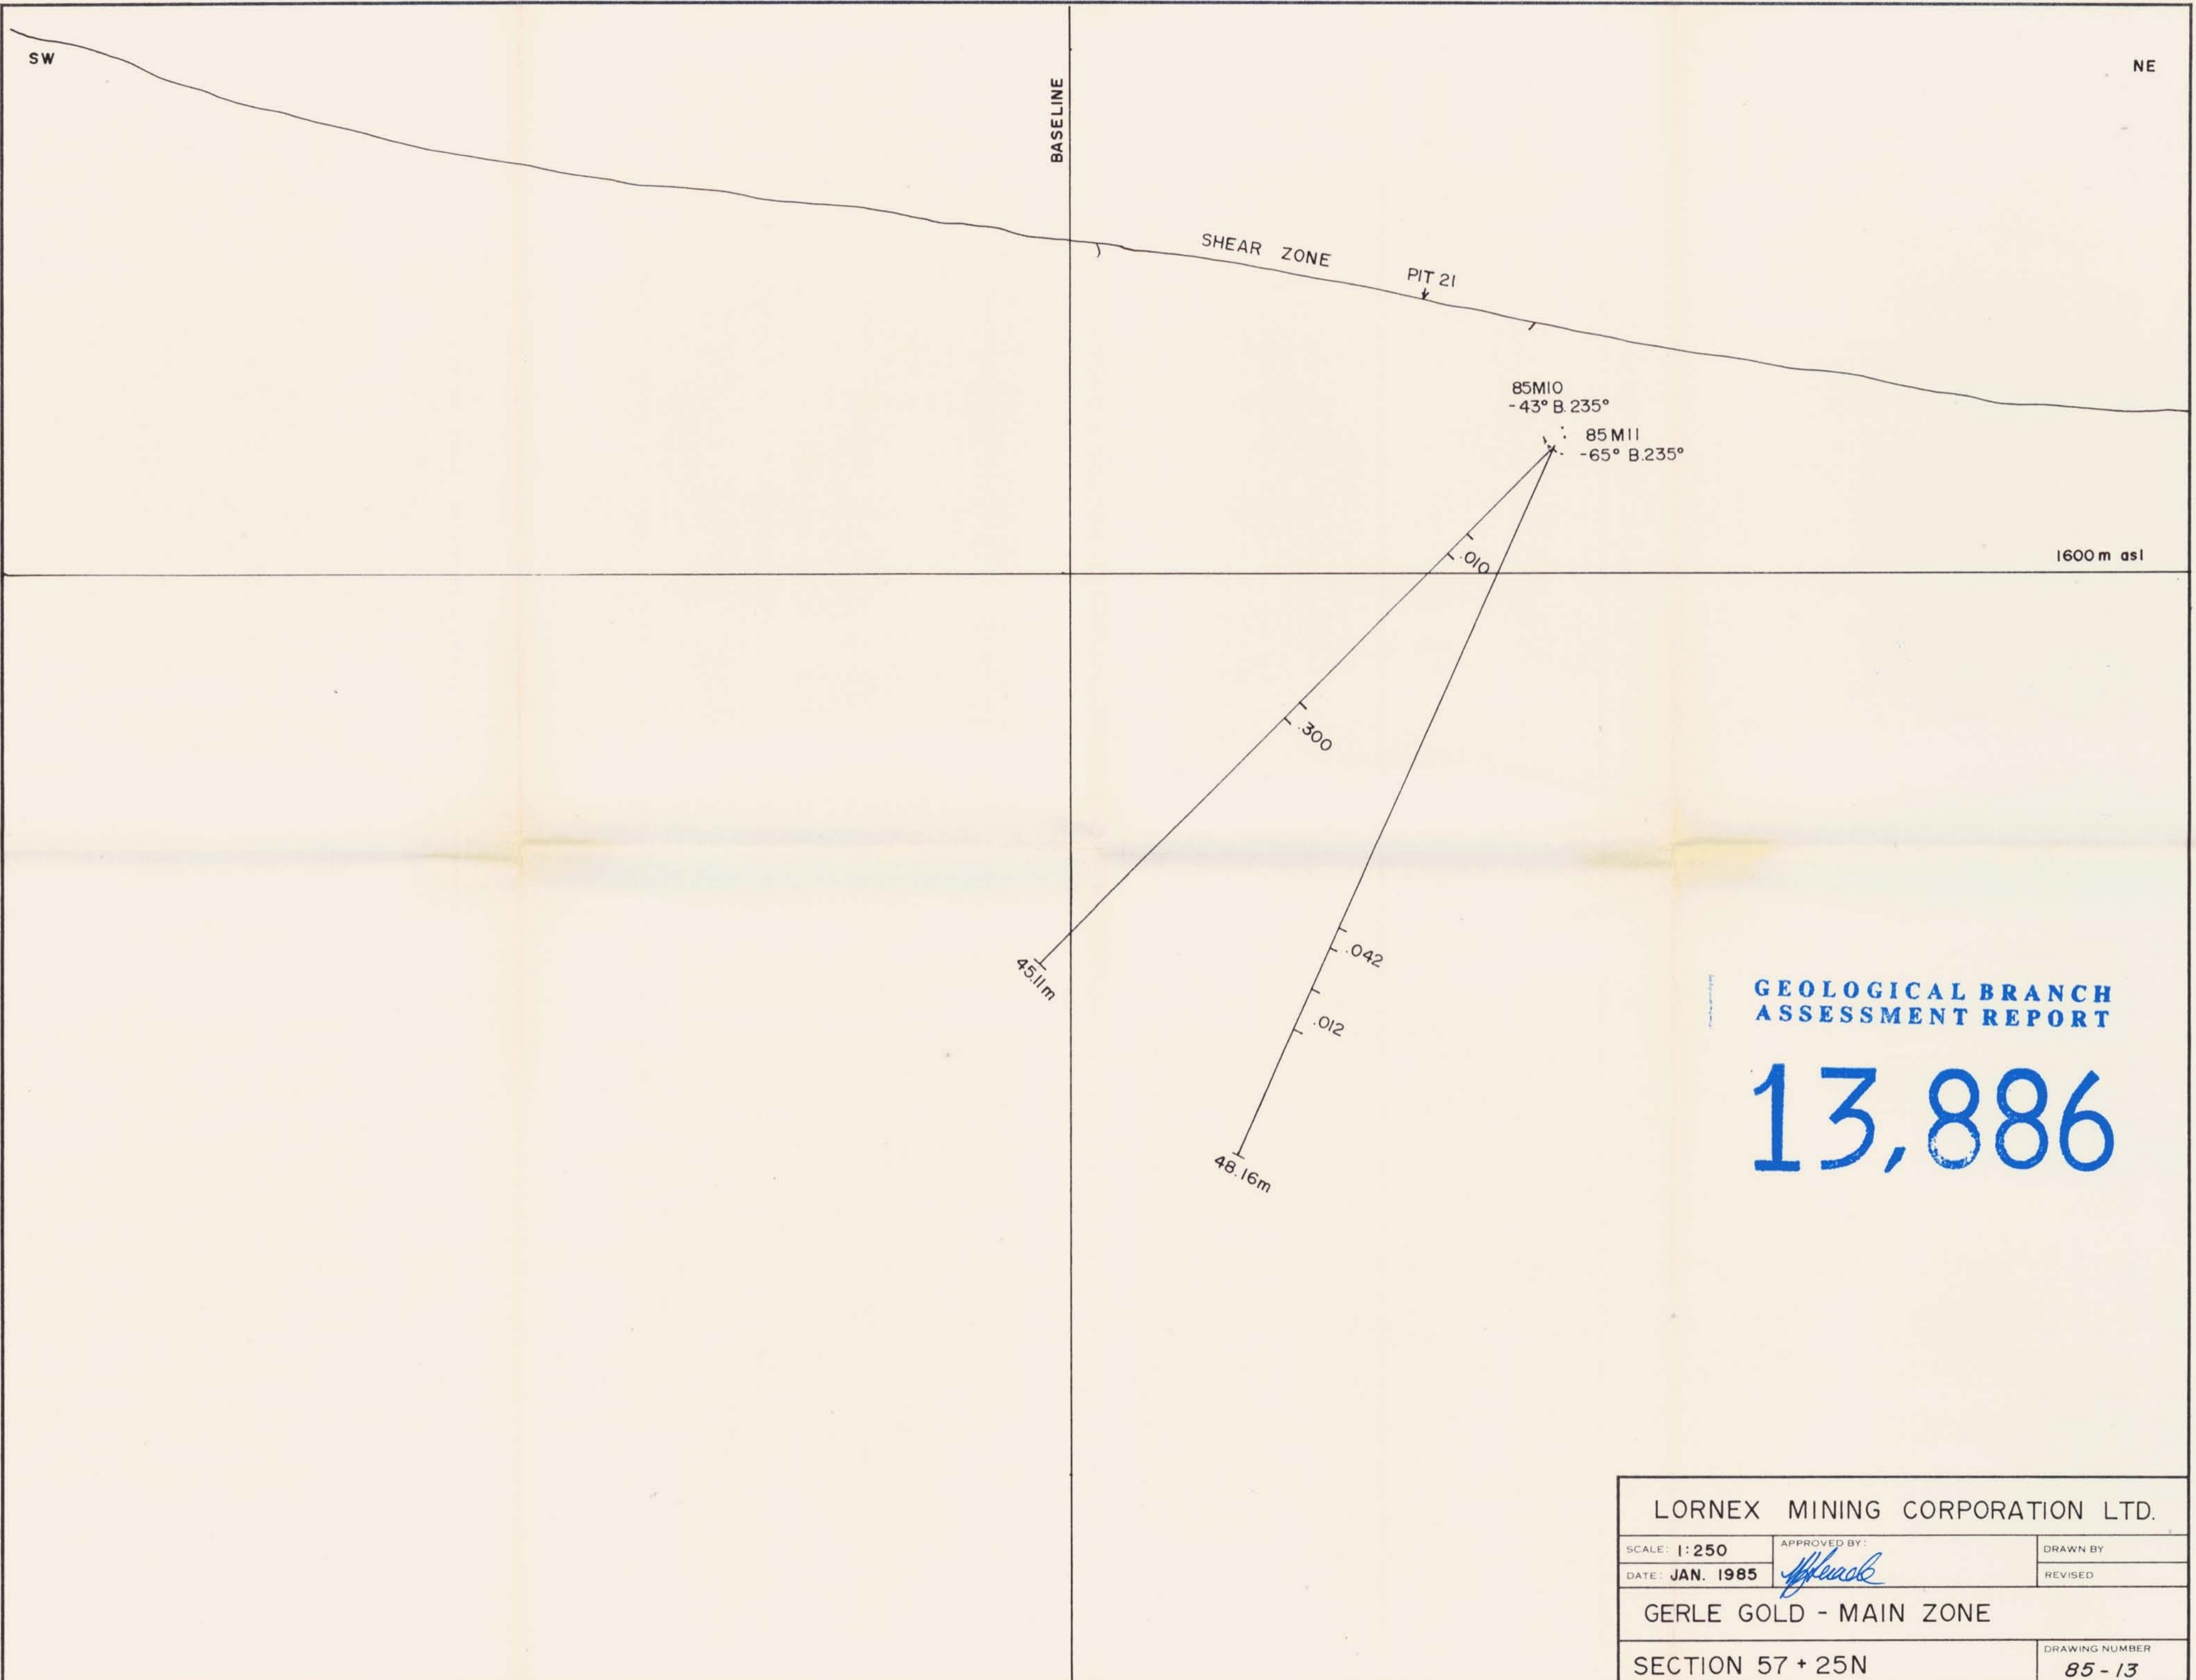 SW
NE
BASELINE
SHEAR ZONE
PIT 21
85M10
-43° B.235°
85M11
-65° B.235°
1600m asl
.010
.300
.042
.012
45.11m
48.16m
GEOLOGICAL BRANCH
ASSESSMENT REPORT
13,886
LORNEX MINING CORPORATION LTD.
SCALE: 1:250
APPROVED BY:
DRAWN BY
DATE: JAN. 1985
REVISED
GERLE GOLD - MAIN ZONE
SECTION 57 + 25N
DRAWING NUMBER
85-13